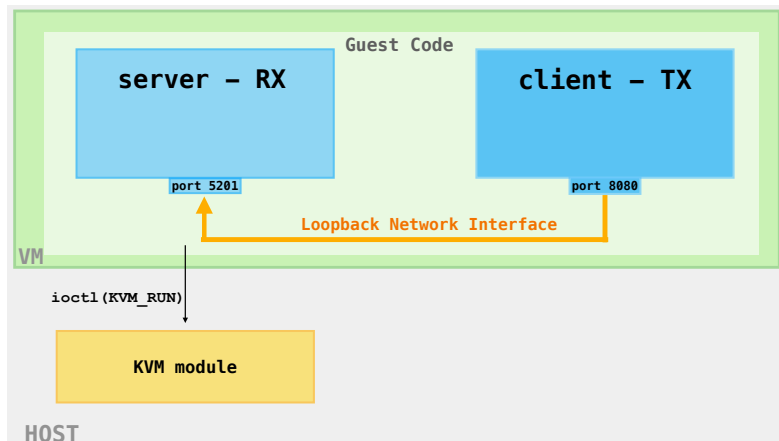 Guest Code
server – RX
client – TX
port 5201
port 8080
Loopback Network Interface
VM
ioctl(KVM_RUN)
KVM module
HOST